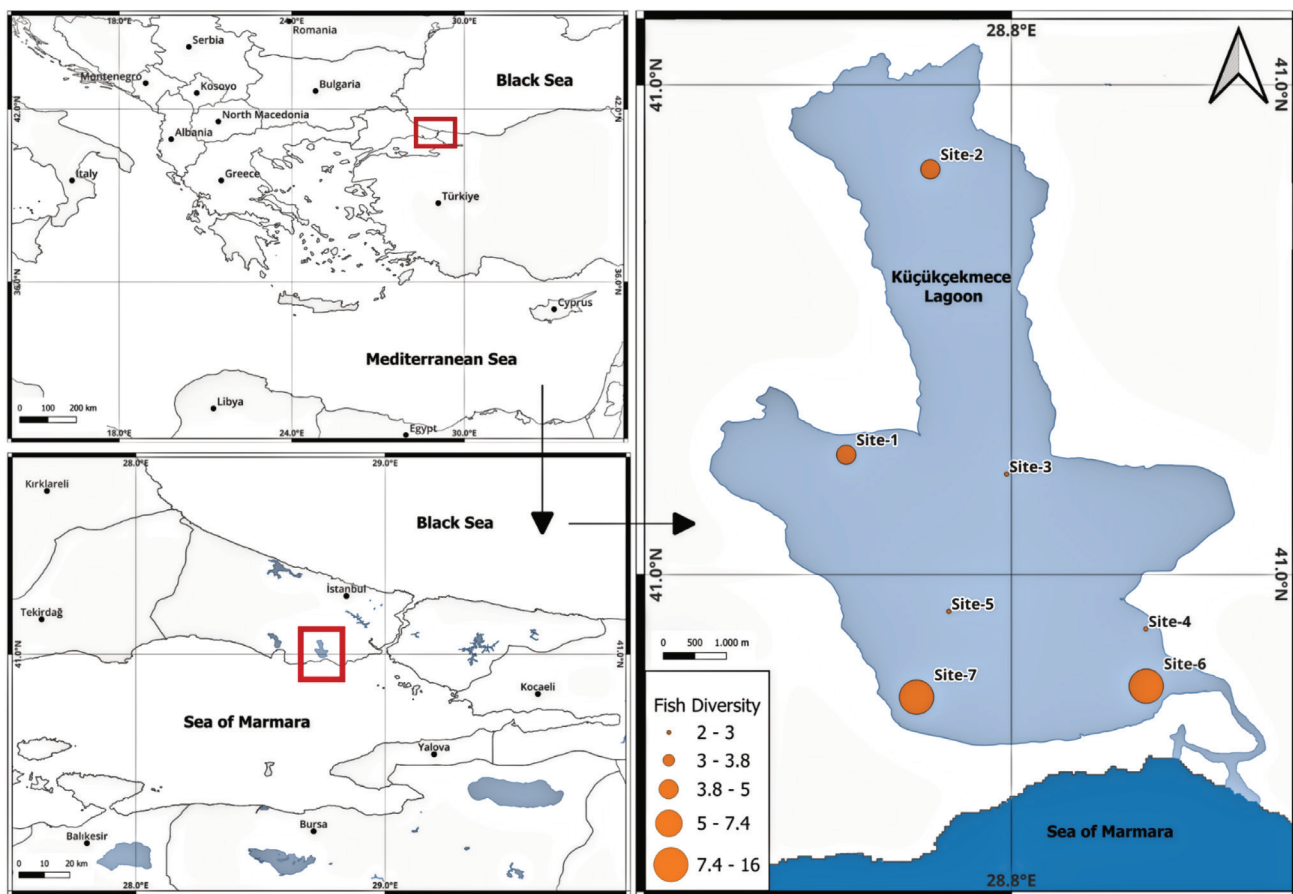 18.0°E
24.0°E
30.0°E
Romania
Serbia
Black Sea
Montenegro
Kosovo
Bulgaria
42.0°N
42.0°N
North Macedonia
Albania
Italy
Greece
Türkiye
36.0°N
36.0°N
Cyprus
Mediterranean Sea
Libya
0 100 200 km
Egypt
18.0°E
24.0°E
30.0°E
28.0°E
29.0°E
Kırklareli
Black Sea
İstanbul
Tekirdağ
41.0°N
41.0°N
Kocaeli
Sea of Marmara
Yalova
Bursa
Balıkesir
0 10 20 km
28.0°E
29.0°E
28.8°E
41.0°N
41.0°N
Site-2
Küçükçekmece
Lagoon
Site-1
Site-3
41.0°N
41.0°N
Site-5
Site-4
0 500 1.000 m
Site-6
Site-7
Fish Diversity
2 - 3
3 - 3.8
3.8 - 5
5 - 7.4
7.4 - 16
Sea of Marmara
28.8°E